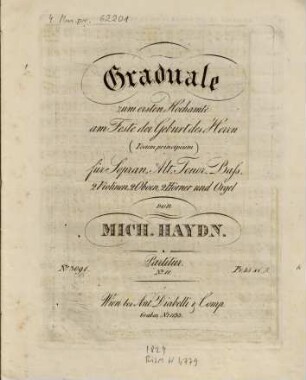 4 Mus.pr. 62201
Graduale
zum ersten Hochamte
am Feste der Geburt des Herrn
(Tecum principium)
für Sopran, Alt, Tenor, Bass,
2 Violinen, 2 Oboen, 2 Hörner und Orgel
von
MICH. HAYDN.
Partitur.
No. 11
Wien bei Ant. Diabelli & Comp.
Graben No. 1133.